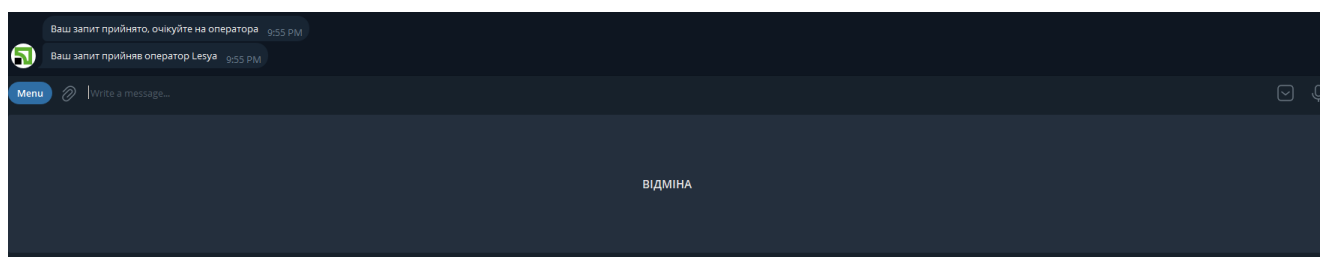 Ваш запит прийнято, очікуйте на оператора 9:55 PM
Ваш запит прийняв оператор Lesya 9:55 PM
Menu Write a message...
ВІДМІНА